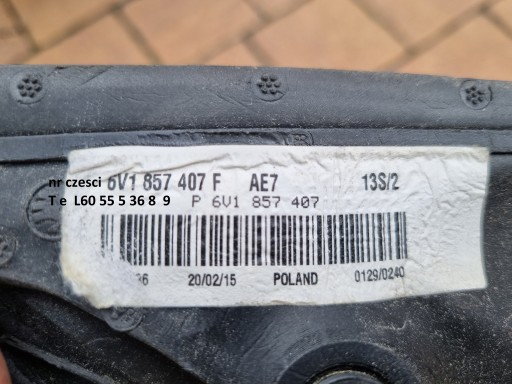 nr czesci 6V1 857 407 F AE7 13S/2
T e L60 55 5 36 8 9 P 6V1 857 407
36 20/02/15 POLAND 0129/0240